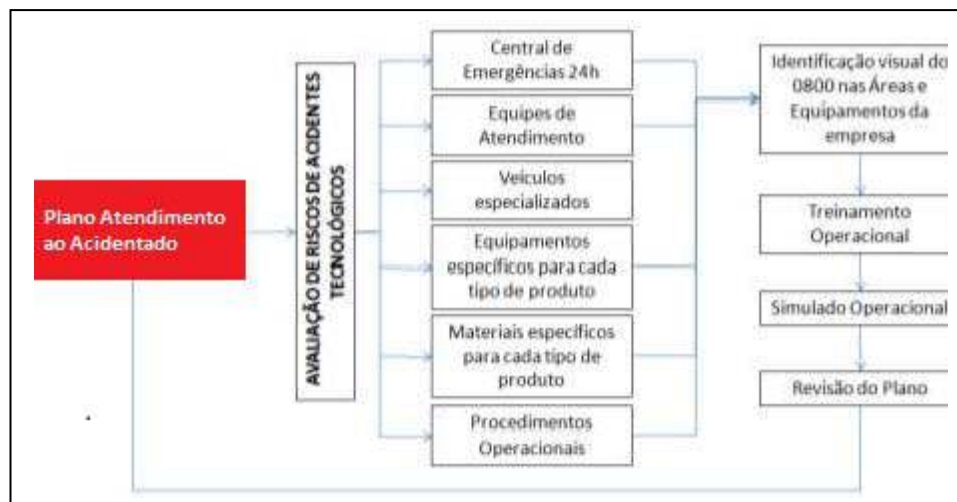 Plano Atendimento
ao Acidentado
AVALIAÇÃO DE RISCOS DE ACIDENTES
TECNOLÓGICOS
Central de
Emergências 24h
Equipes de
Atendimento
Veículos
especializados
Equipamentos
específicos para cada
tipo de produto
Materiais específicos
para cada tipo de
produto
Procedimentos
Operacionais
Identificação visual do
0800 nas Áreas e
Equipamentos da
empresa
Treinamento
Operacional
Simulado Operacional
Revisão do Plano